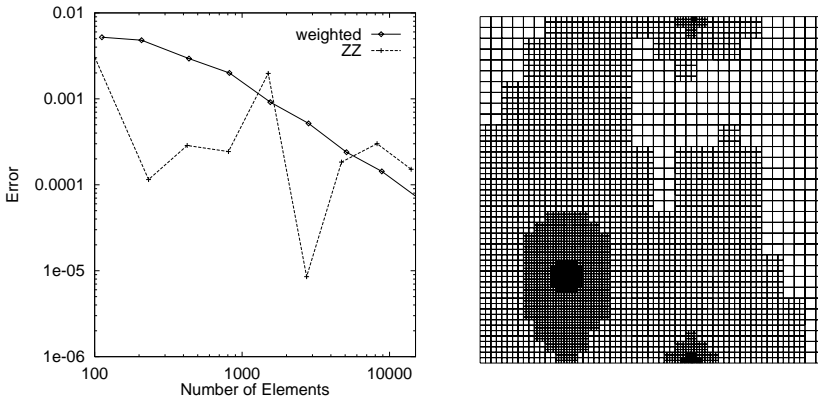 0.01
weighted
ZZ
0.001
Error
0.0001
1e-05
1e-06
100
1000
10000
Number of Elements